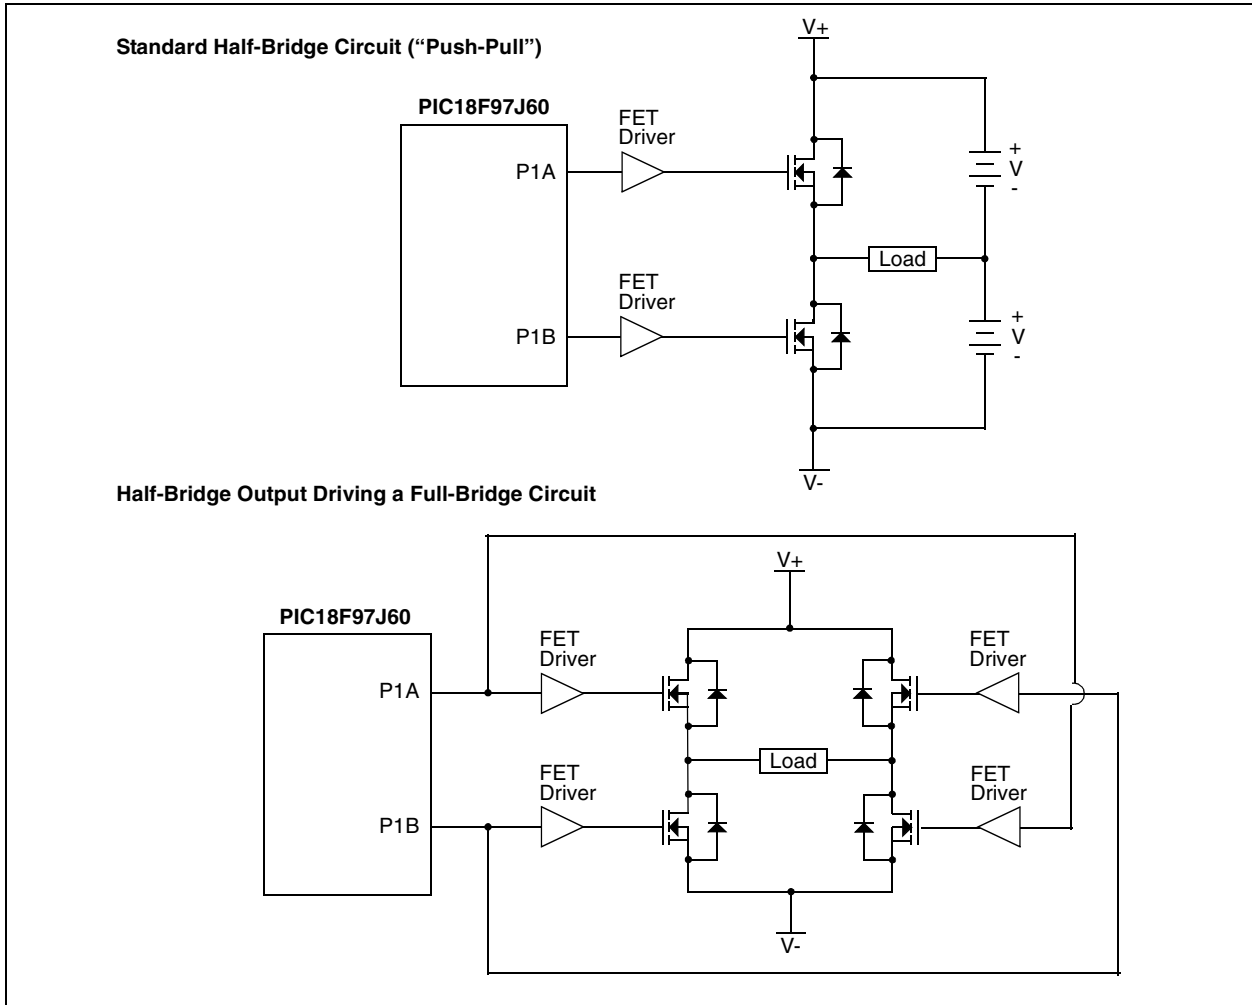 Standard Half-Bridge Circuit (“Push-Pull”)
V+
PIC18F97J60
FET
Driver
P1A
+
V
-
Load
FET
Driver
P1B
+
V
-
V-
Half-Bridge Output Driving a Full-Bridge Circuit
V+
PIC18F97J60
FET
Driver
FET
Driver
P1A
Load
FET
Driver
FET
Driver
P1B
V-